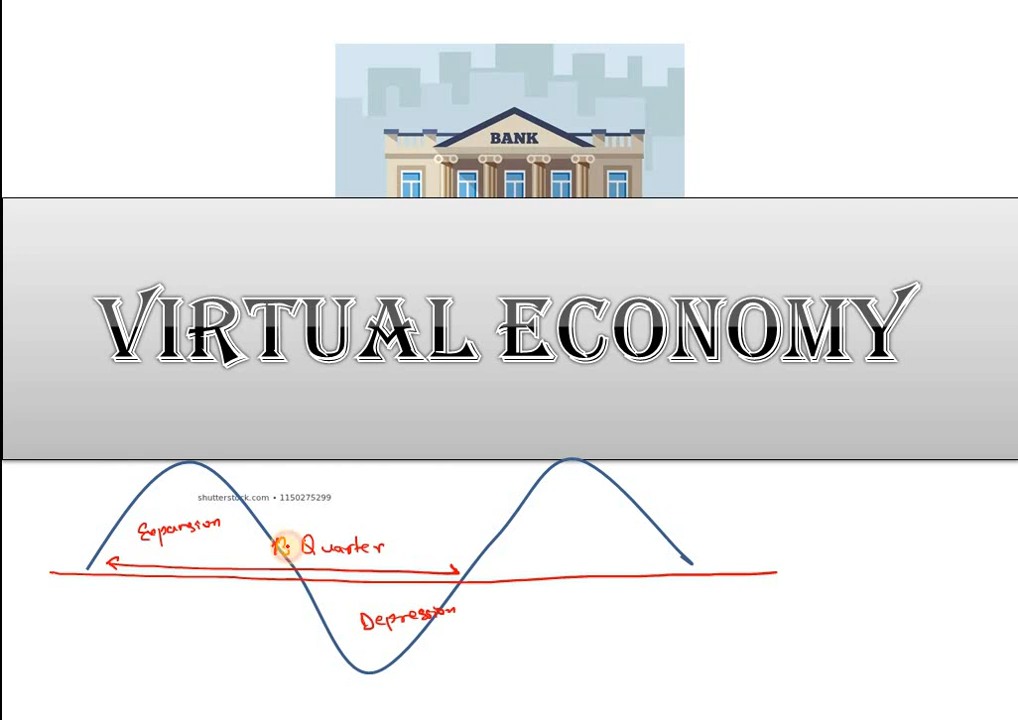 BANK
VIRTUAL ECONOMY
shutterstock.com • 1150275299
Expansion
Quarter
Depression